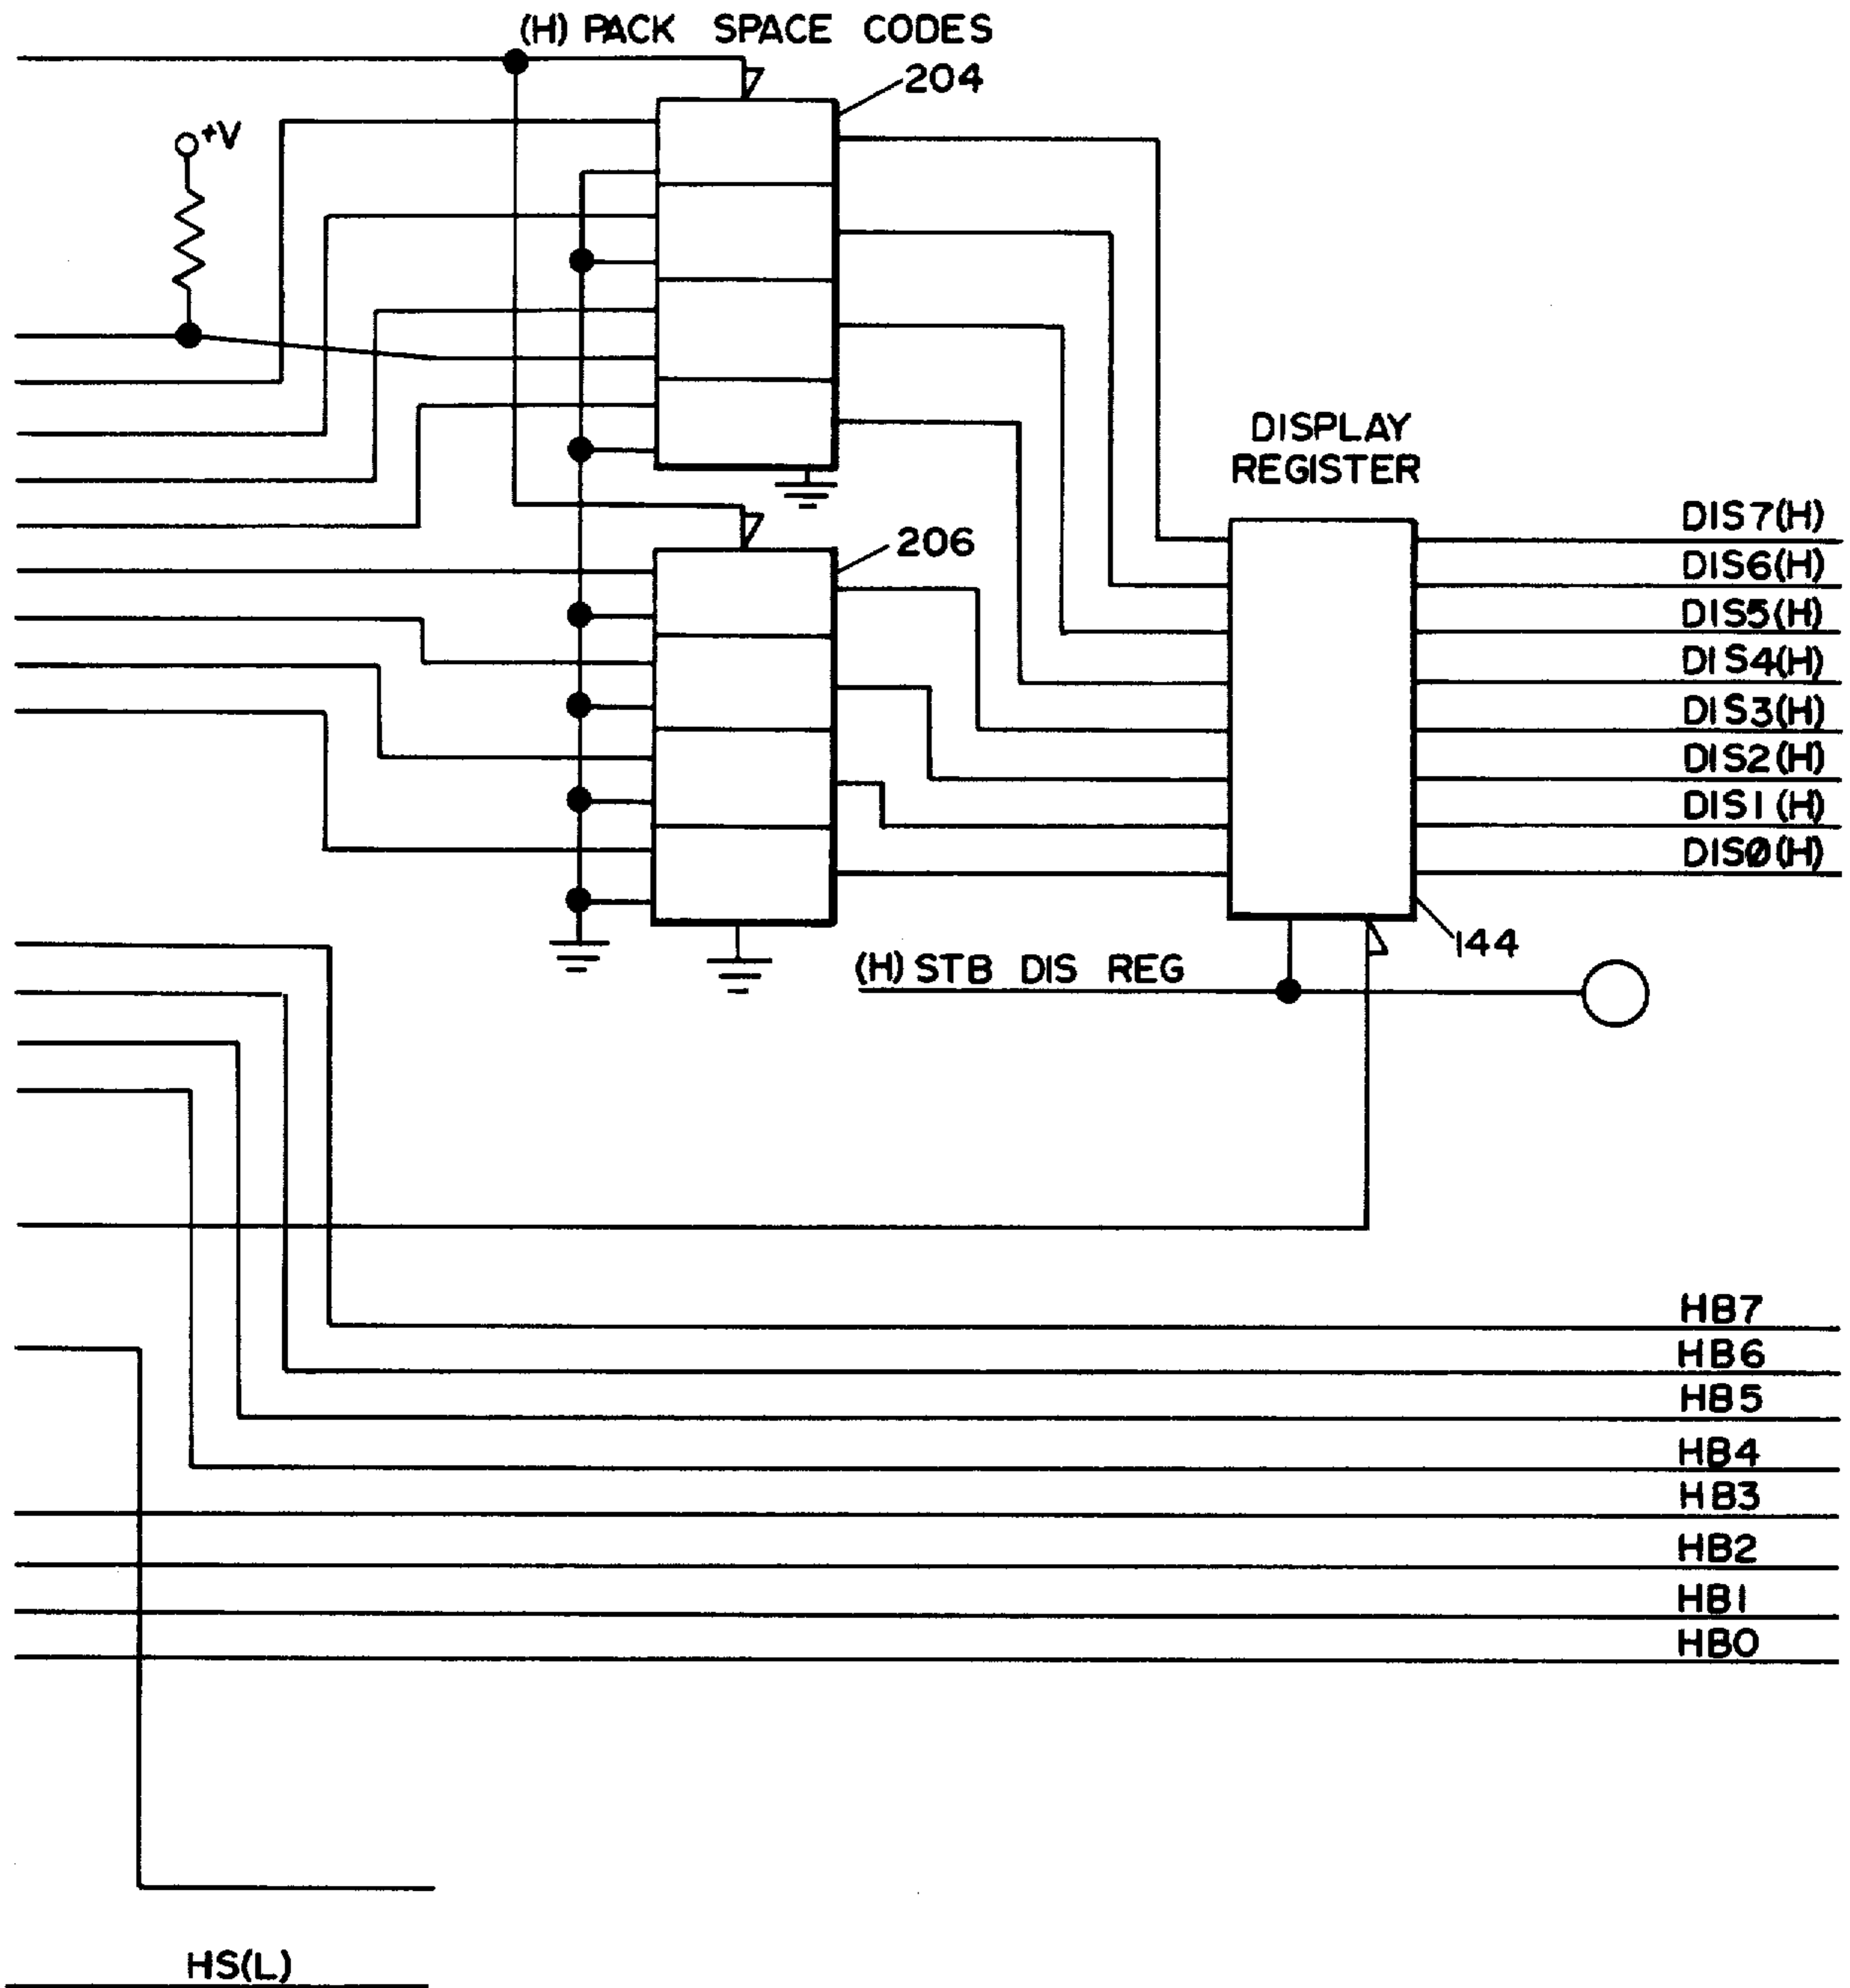 (H) PACK SPACE CODES
204
+V
DISPLAY
REGISTER
DIS7(H)
206
DIS6(H)
DIS5(H)
DIS4(H)
DIS3(H)
DIS2(H)
DIS1(H)
DISØ(H)
144
(H) STB DIS REG
HB7
HB6
HB5
HB4
HB3
HB2
HB1
HB0
HS(L)